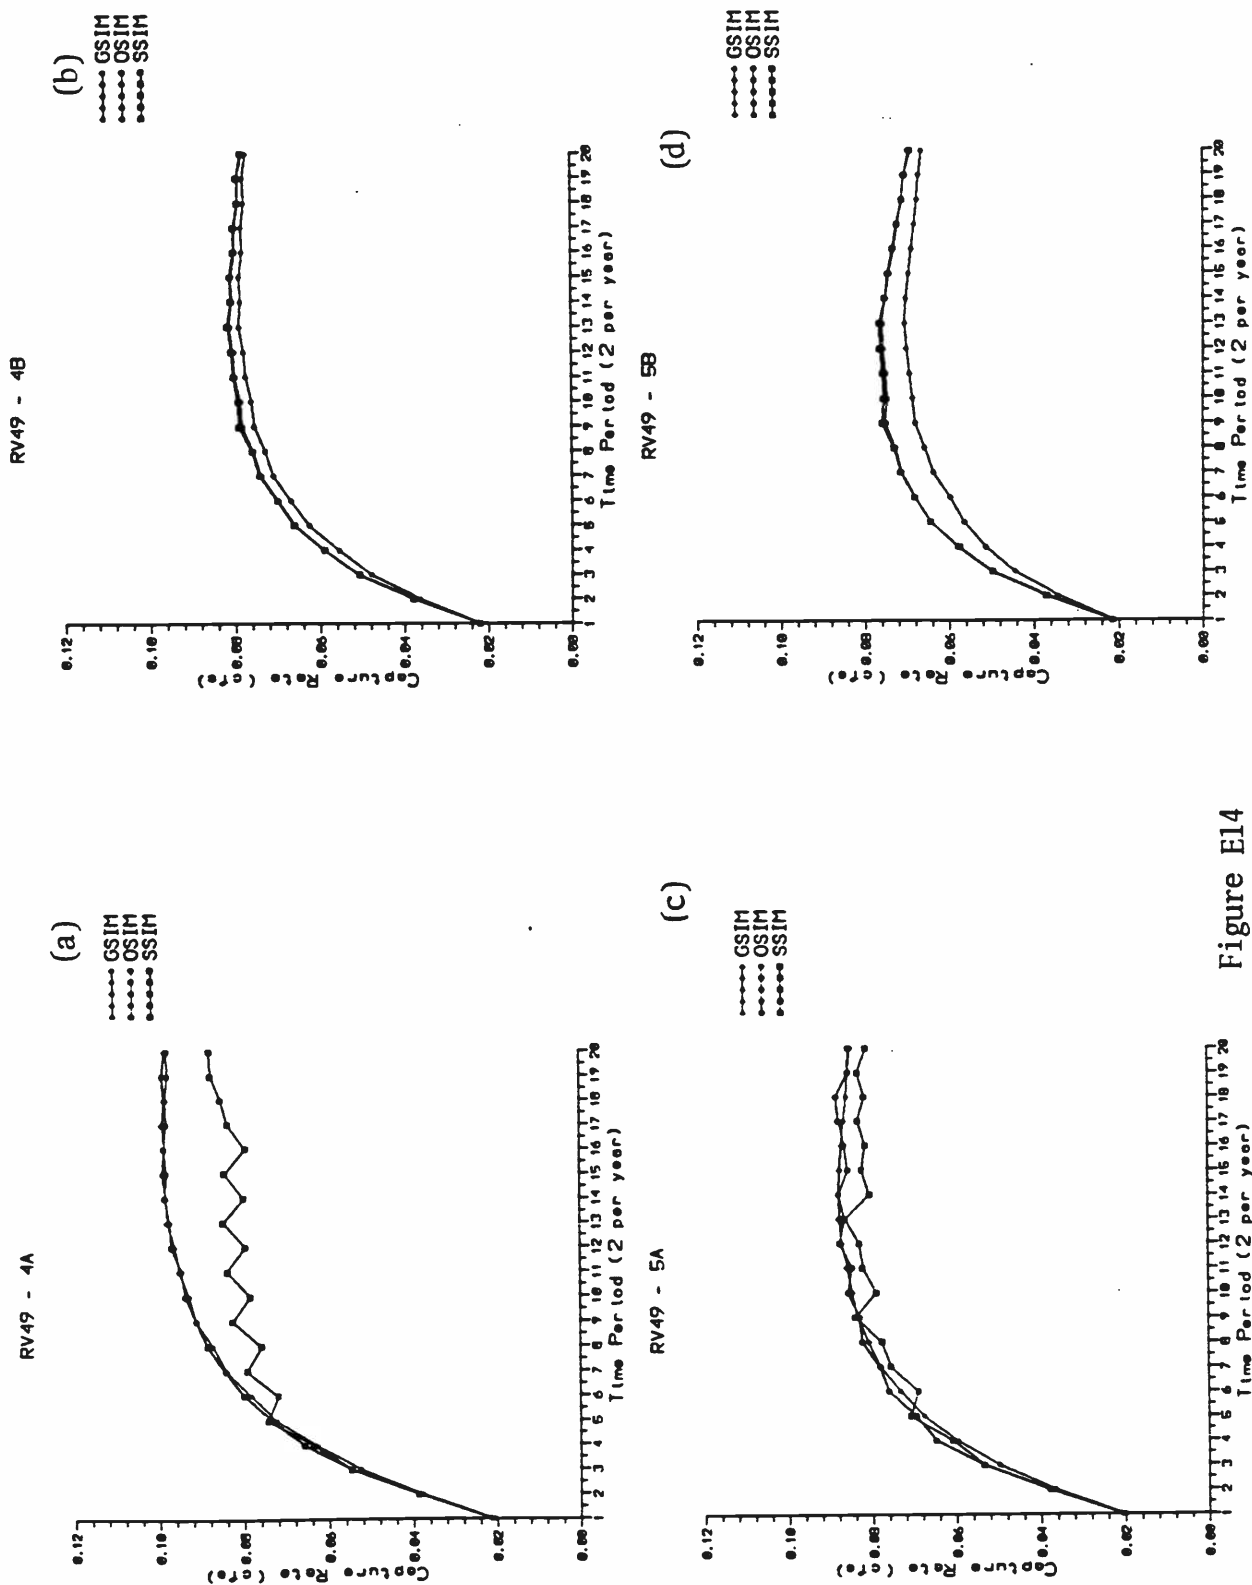 RV49 - 4A
(a)
GSIM
OSIM
SSIM
Capture Rate (cfs)
0.10
0.08
0.06
0.04
0.02
0.00
1 2 3 4 5 6 7 8 9 10 11 12 13 14 15 16 17 18 19 20
Time Period (2 per year)
RV49 - 4B
(b)
GSIM
OSIM
SSIM
Capture Rate (cfs)
0.12
0.10
0.08
0.06
0.04
0.02
0.00
1 2 3 4 5 6 7 8 9 10 11 12 13 14 15 16 17 18 19 20
Time Period (2 per year)
RV49 - 5A
(c)
GSIM
OSIM
SSIM
Capture Rate (cfs)
0.12
0.10
0.08
0.06
0.04
0.02
0.00
1 2 3 4 5 6 7 8 9 10 11 12 13 14 15 16 17 18 19 20
Time Period (2 per year)
RV49 - 5B
(d)
GSIM
OSIM
SSIM
Capture Rate (cfs)
0.12
0.10
0.08
0.06
0.04
0.02
0.00
1 2 3 4 5 6 7 8 9 10 11 12 13 14 15 16 17 18 19 20
Time Period (2 per year)
Figure E14